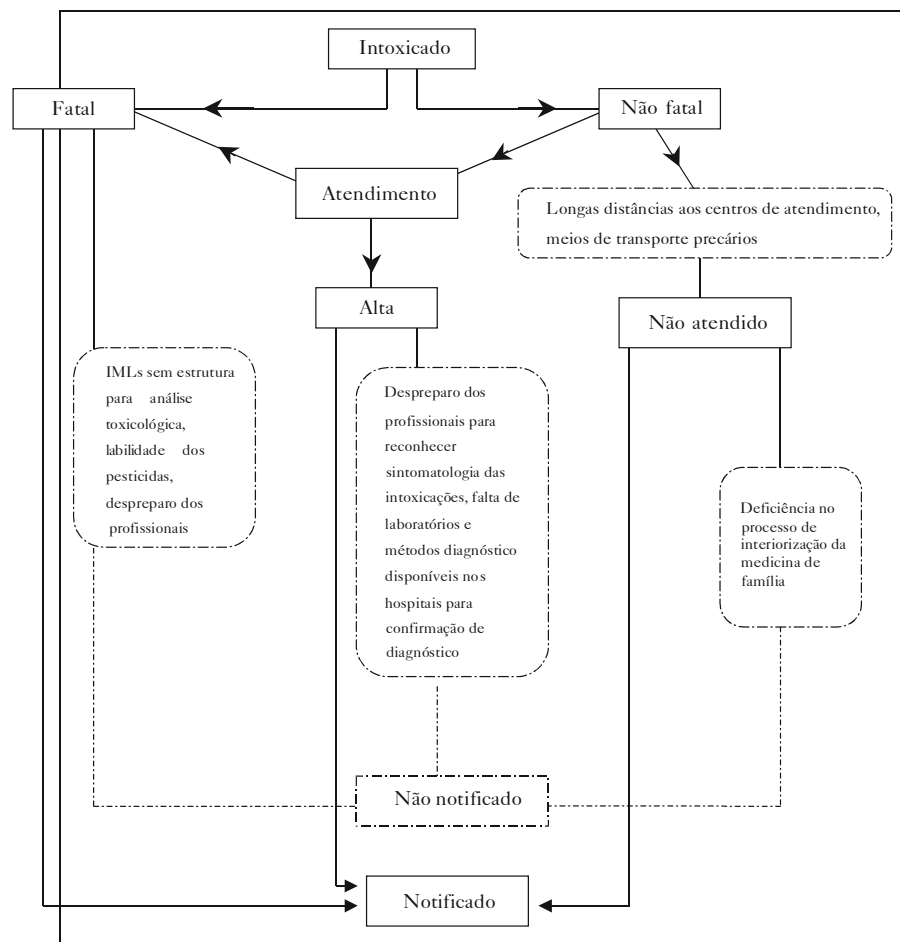 Intoxicado
Fatal
Não fatal
Atendimento
Longas distâncias aos centros de atendimento,
meios de transporte precários
Alta
Não atendido
IMLs sem estrutura
para análise
toxicológica,
labilidade dos
pesticidas,
despreparo dos
profissionais
Despreparo dos
profissionais para
reconhecer
sintomatologia das
intoxicações, falta de
laboratórios e
métodos diagnóstico
disponíveis nos
hospitais para
confirmação de
diagnóstico
Deficiência no
processo de
interiorização da
medicina de
família
Não notificado
Notificado